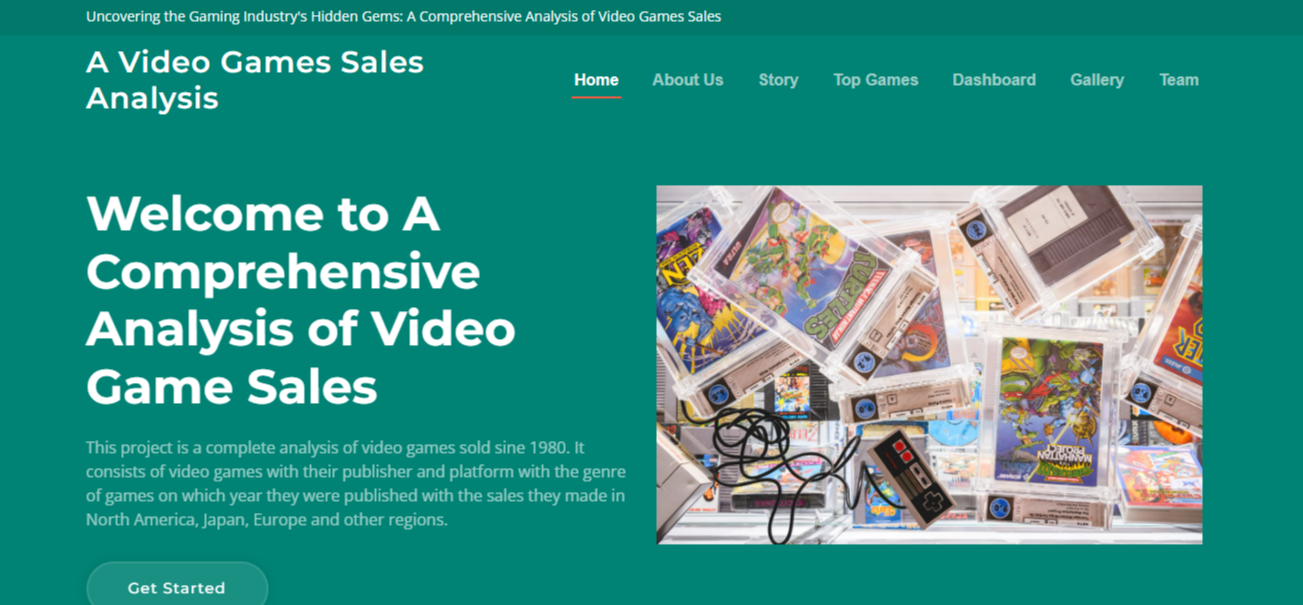 Uncovering the Gaming Industry's Hidden Gems: A Comprehensive Analysis of Video Games Sales
A Video Games Sales
Analysis
Home About Us Story Top Games Dashboard Gallery Team
Welcome to A
Comprehensive
Analysis of Video
Game Sales
This project is a complete analysis of video games sold sine 1980. It
consists of video games with their publisher and platform with the genre
of games on which year they were published with the sales they made in
North America, Japan, Europe and other regions.
Get Started
ULTRA
TURTLES
MANHATTAN
PROJECT